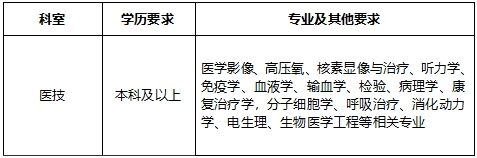 科室 学历要求 专业及其他要求
医学影像、高压氧、核素显像与治疗、听力学、
免疫学、血液学、输血学、检验、病理学、康
医技 本科及以上
复治疗学，分子细胞学、呼吸治疗、消化动力
学、电生理、生物医学工程等相关专业